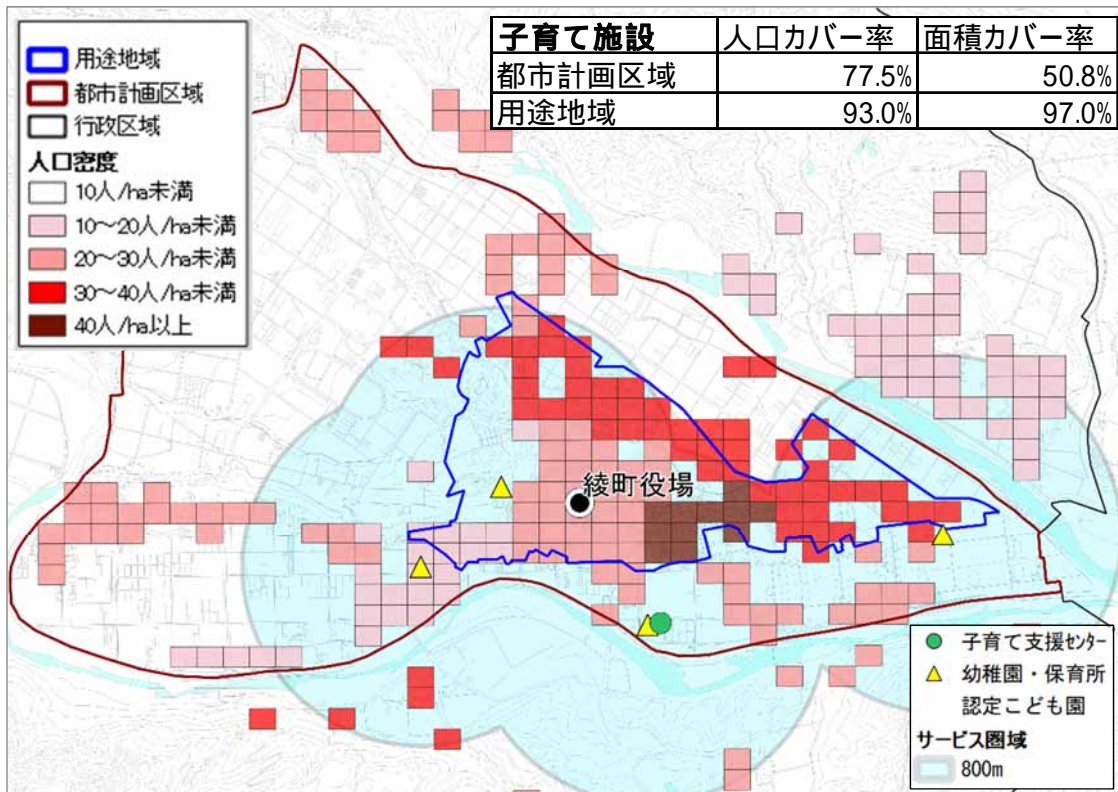 用途地域
都市計画区域
行政区域
人口密度
10人/ha未満
10～20人/ha未満
20～30人/ha未満
30～40人/ha未満
40人/ha以上
子育て施設 人口カバー率 面積カバー率
都市計画区域 77.5% 50.8%
用途地域 93.0% 97.0%
綾町役場
子育て支援センター
幼稚園・保育所
認定こども園
サービス圏域
800m